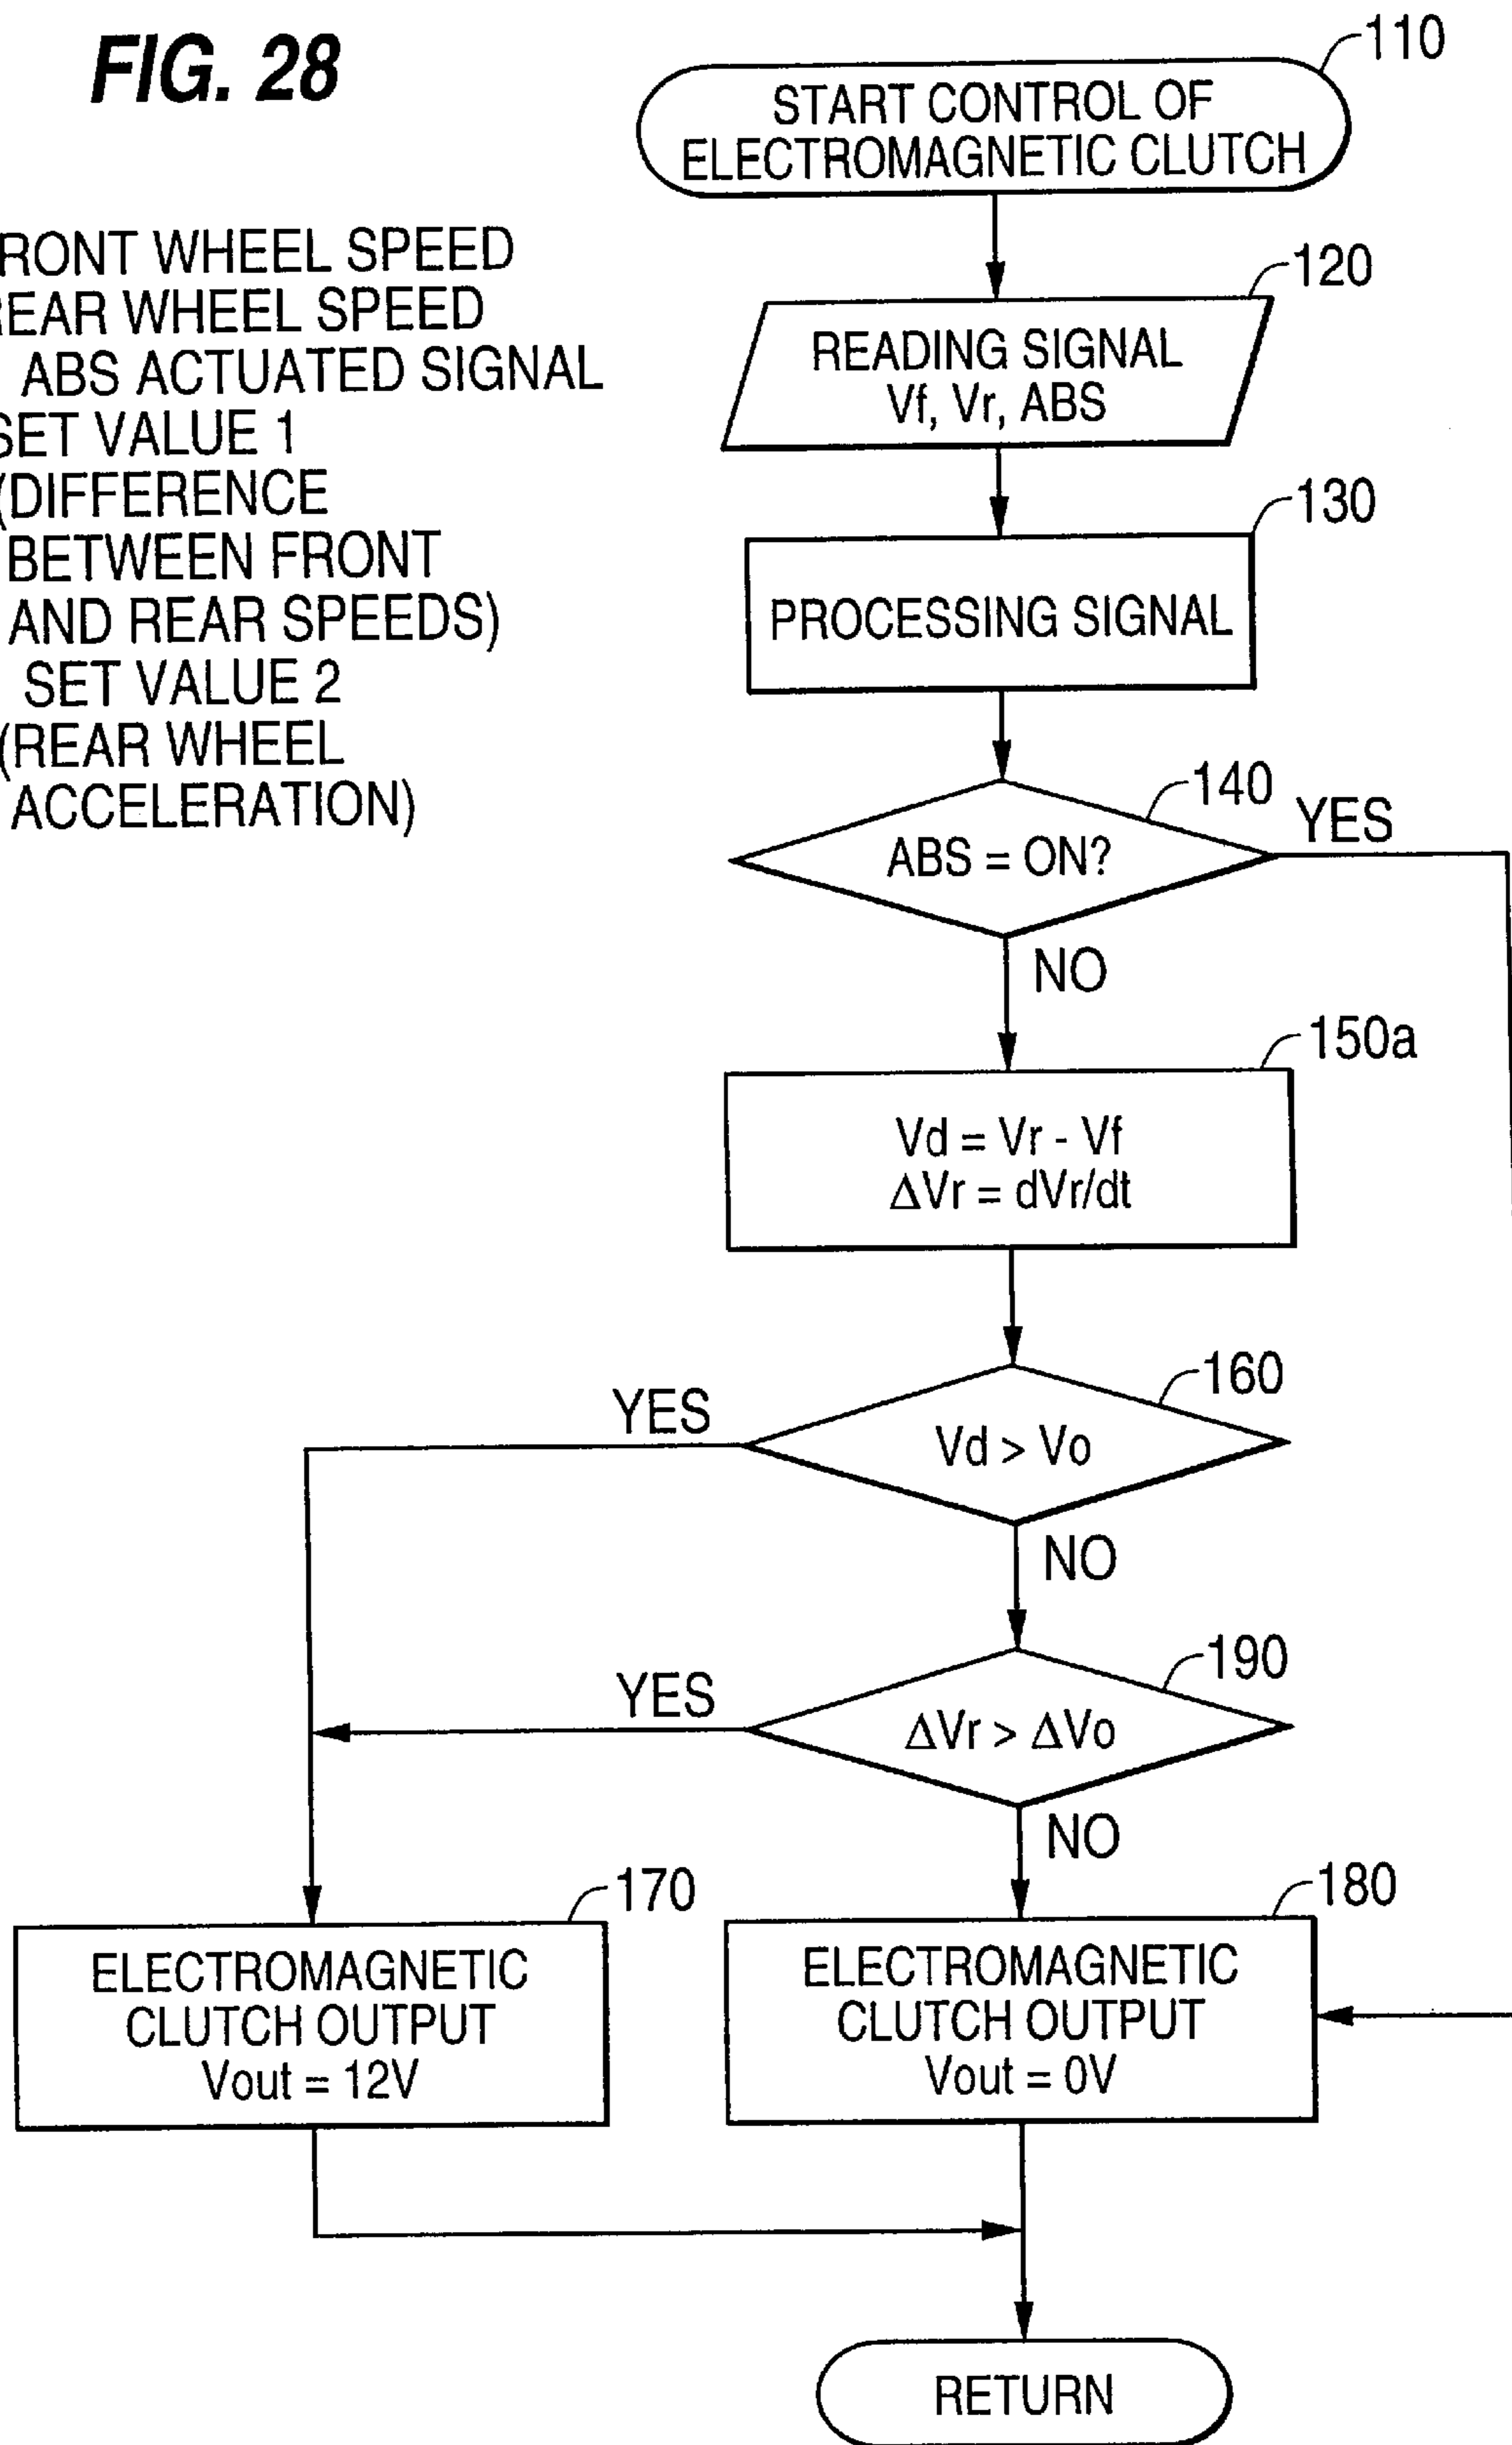 FIG. 28
110
START CONTROL OF
ELECTROMAGNETIC CLUTCH
RONT WHEEL SPEED
REAR WHEEL SPEED
ABS ACTUATED SIGNAL
SET VALUE 1
(DIFFERENCE
BETWEEN FRONT
AND REAR SPEEDS)
SET VALUE 2
(REAR WHEEL
ACCELERATION)
120
READING SIGNAL
Vf, Vr, ABS
130
PROCESSING SIGNAL
140
ABS = ON?
YES
NO
150a
Vd = Vr - Vf
ΔVr = dVr/dt
160
YES
Vd > Vo
NO
190
YES
ΔVr > ΔVo
NO
170
ELECTROMAGNETIC
CLUTCH OUTPUT
Vout = 12V
180
ELECTROMAGNETIC
CLUTCH OUTPUT
Vout = 0V
RETURN